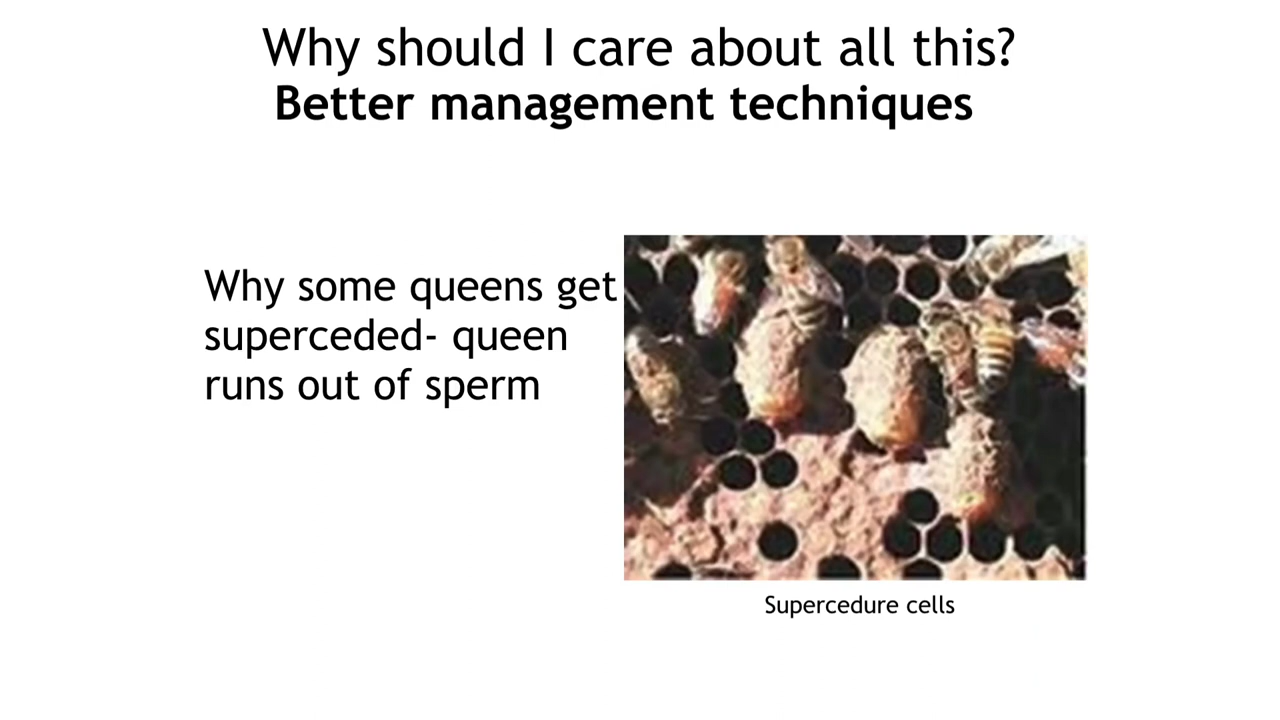 Why should I care about all this?
Better management techniques
Why some queens get
superceded- queen
runs out of sperm
Supercedure cells